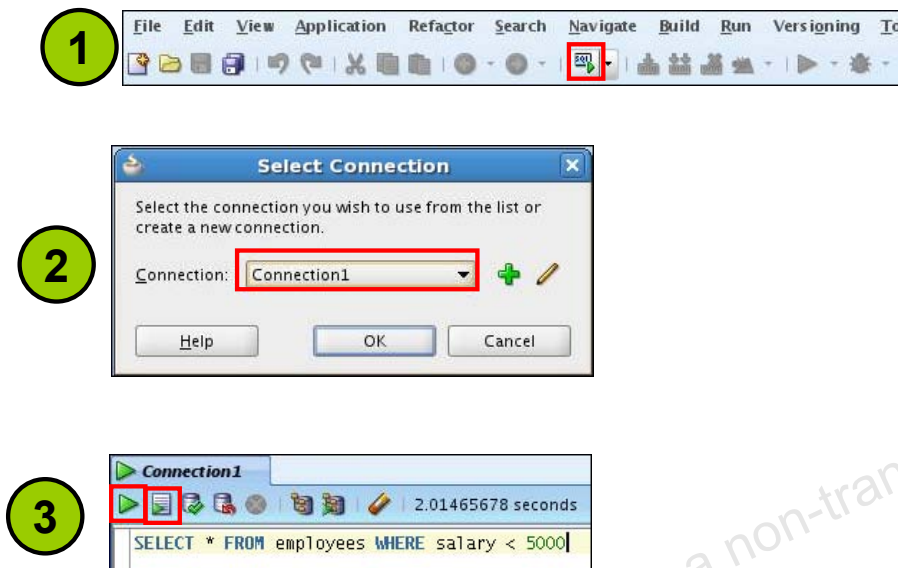 1
File Edit View Application Refactor Search Navigate Build Run Versioning To
SQL
Select Connection
Select the connection you wish to use from the list or
create a new connection.
2
Connection: Connection1
Help OK Cancel
Connection1
3
2.01465678 seconds
SELECT * FROM employees WHERE salary < 5000
a non-tran